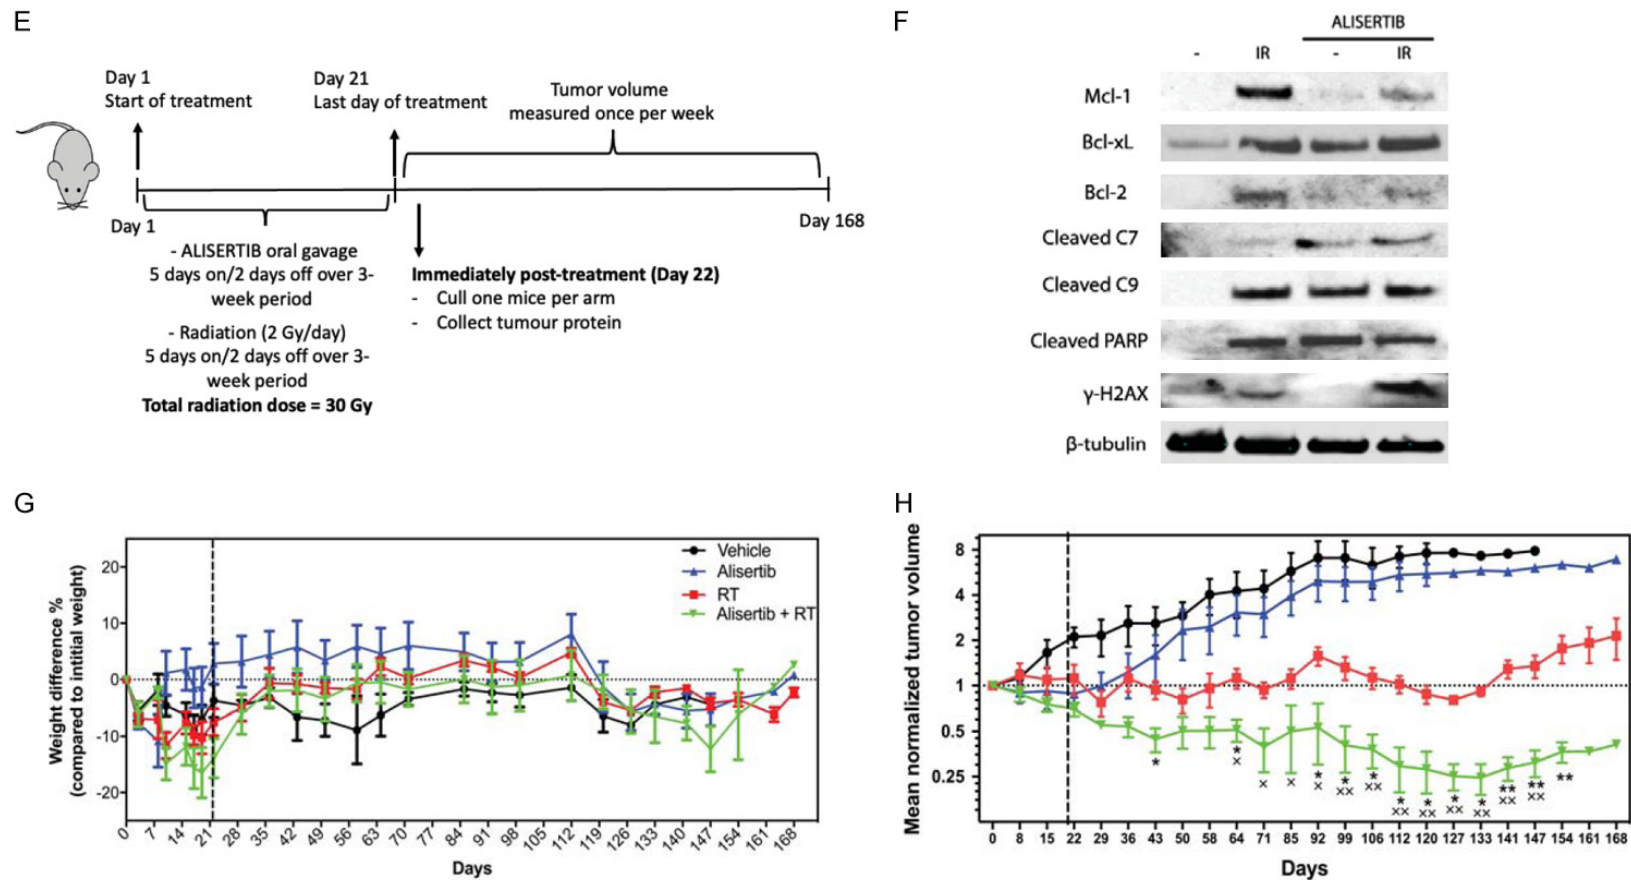 E
Day 1
Start of treatment
Day 21
Last day of treatment
Tumor volume
measured once per week
Day 1
Day 168
- ALISERTIB oral gavage
5 days on/2 days off over 3-
week period
- Radiation (2 Gy/day)
5 days on/2 days off over 3-
week period
Total radiation dose = 30 Gy
Immediately post-treatment (Day 22)
- Cull one mice per arm
- Collect tumour protein
F
ALISERTIB
- IR - IR
Mcl-1
Bcl-xL
Bcl-2
Cleaved C7
Cleaved C9
Cleaved PARP
γ-H2AX
β-tubulin
G
Weight difference %
(compared to intitial weight)
20
10
0
-10
-20
Vehicle
Alisertib
RT
Alisertib + RT
0 7 14 21 28 35 42 49 56 63 70 77 84 91 98 105 112 119 126 133 140 147 154 161 168
Days
H
Mean normalized tumor volume
8
4
2
1
0.5
0.25
* * × × × * × * ×× * ×× * ×× * ×× * ×× * ×× ** ×× ** ×× **
0 8 15 22 29 36 43 50 58 64 71 85 92 99 106 112 120 127 133 141 147 154 161 168
Days